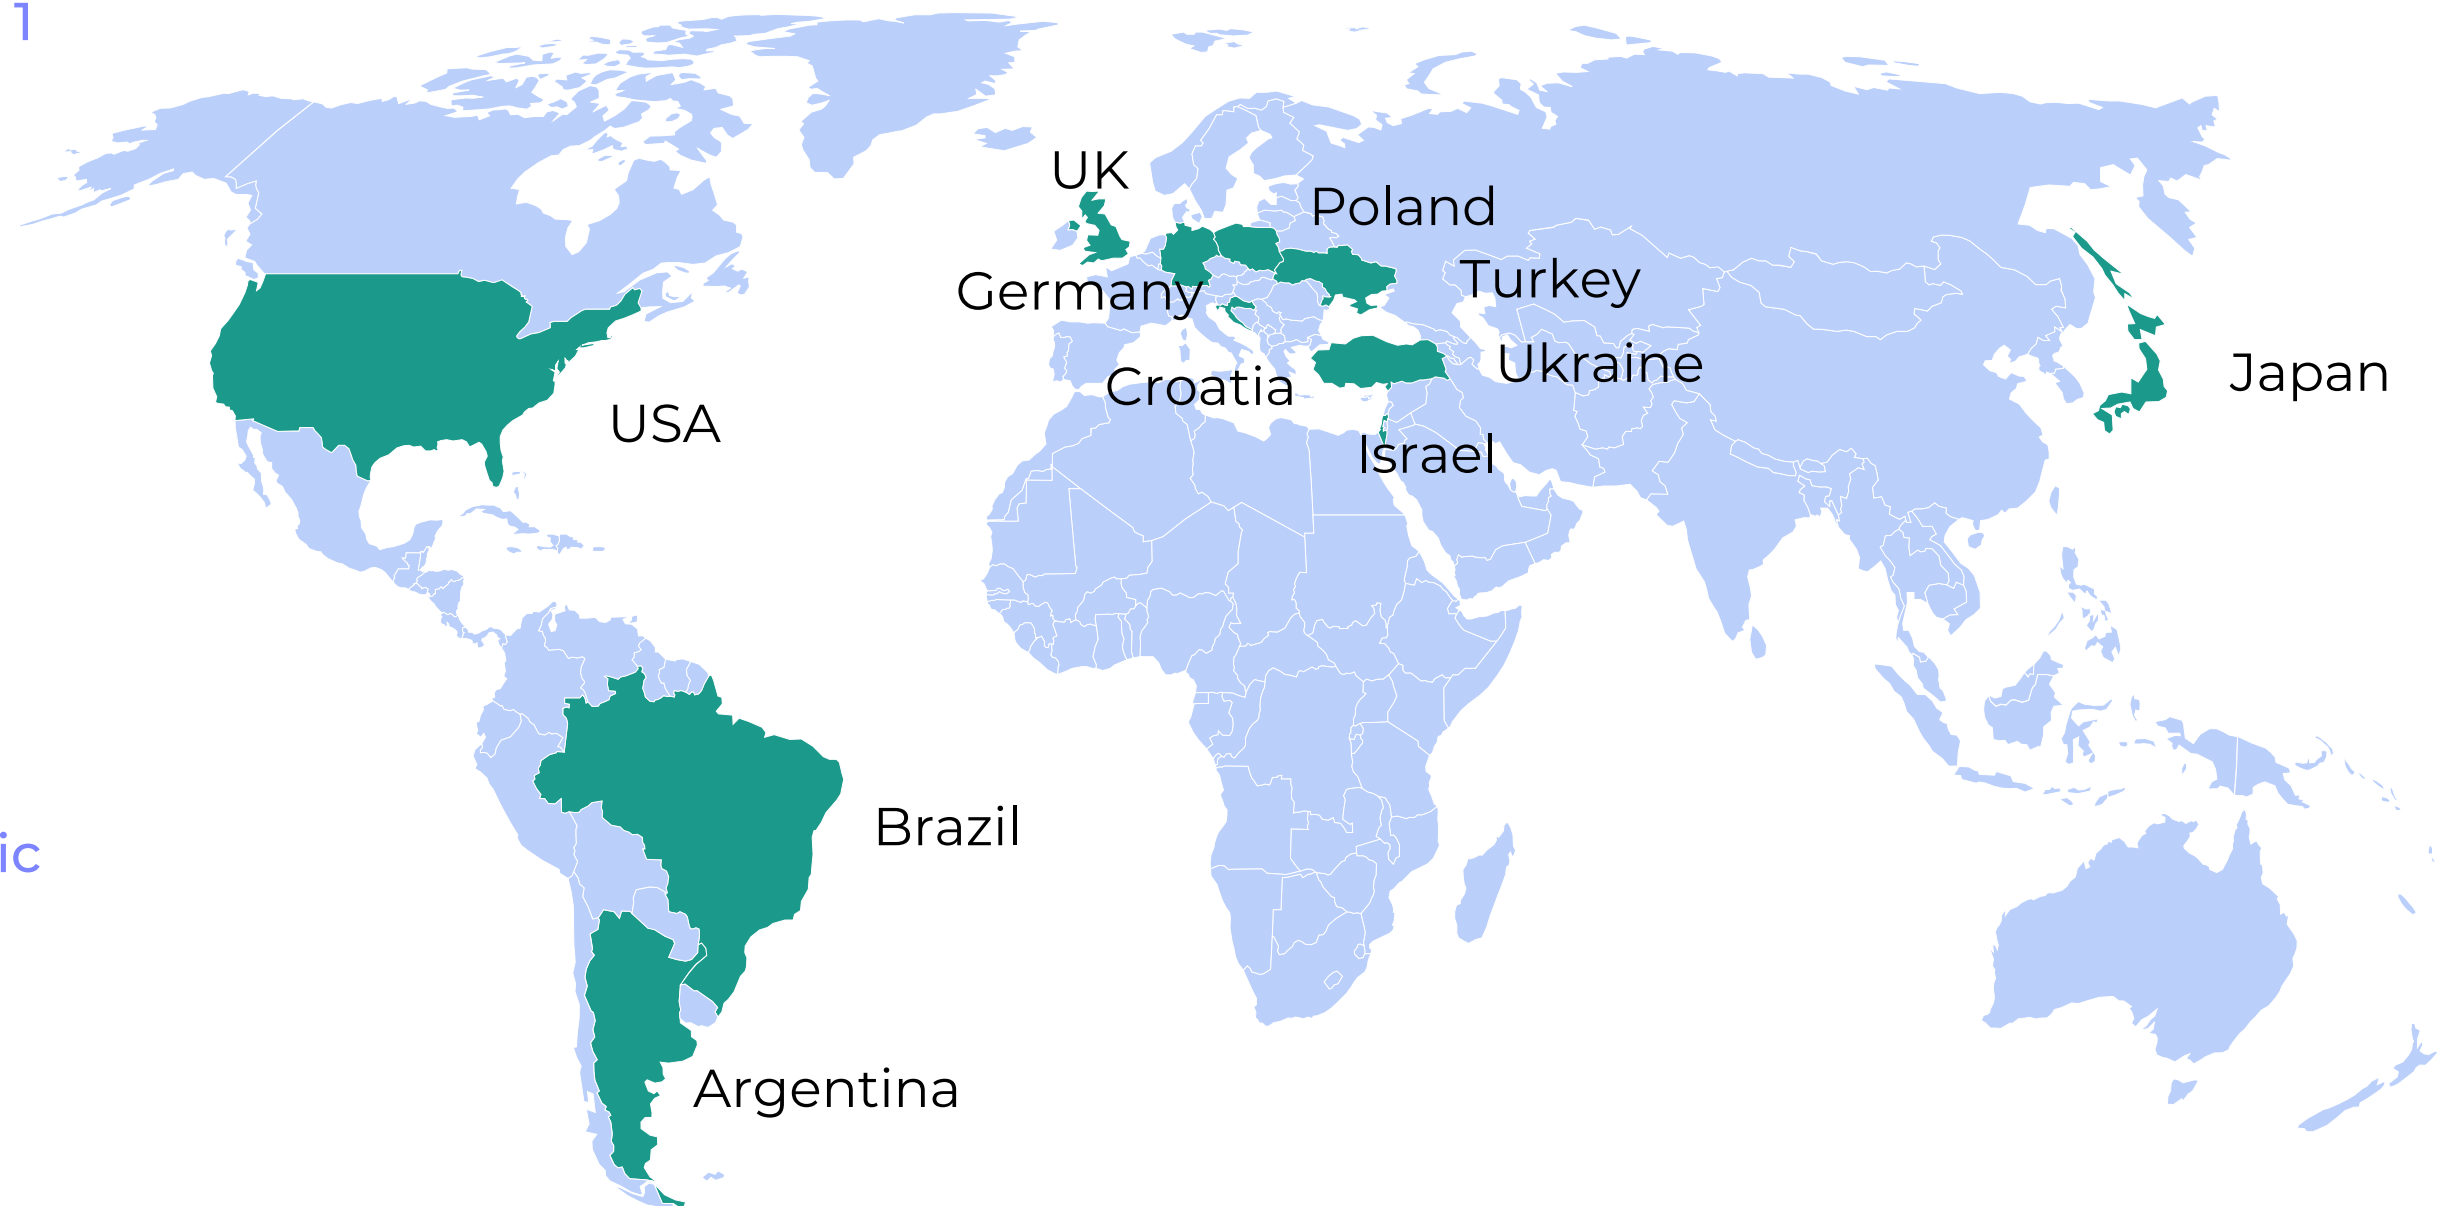 1
UK
Poland
Germany
Turkey
Ukraine
Japan
Croatia
USA
Israel
Brazil
ic
Argentina